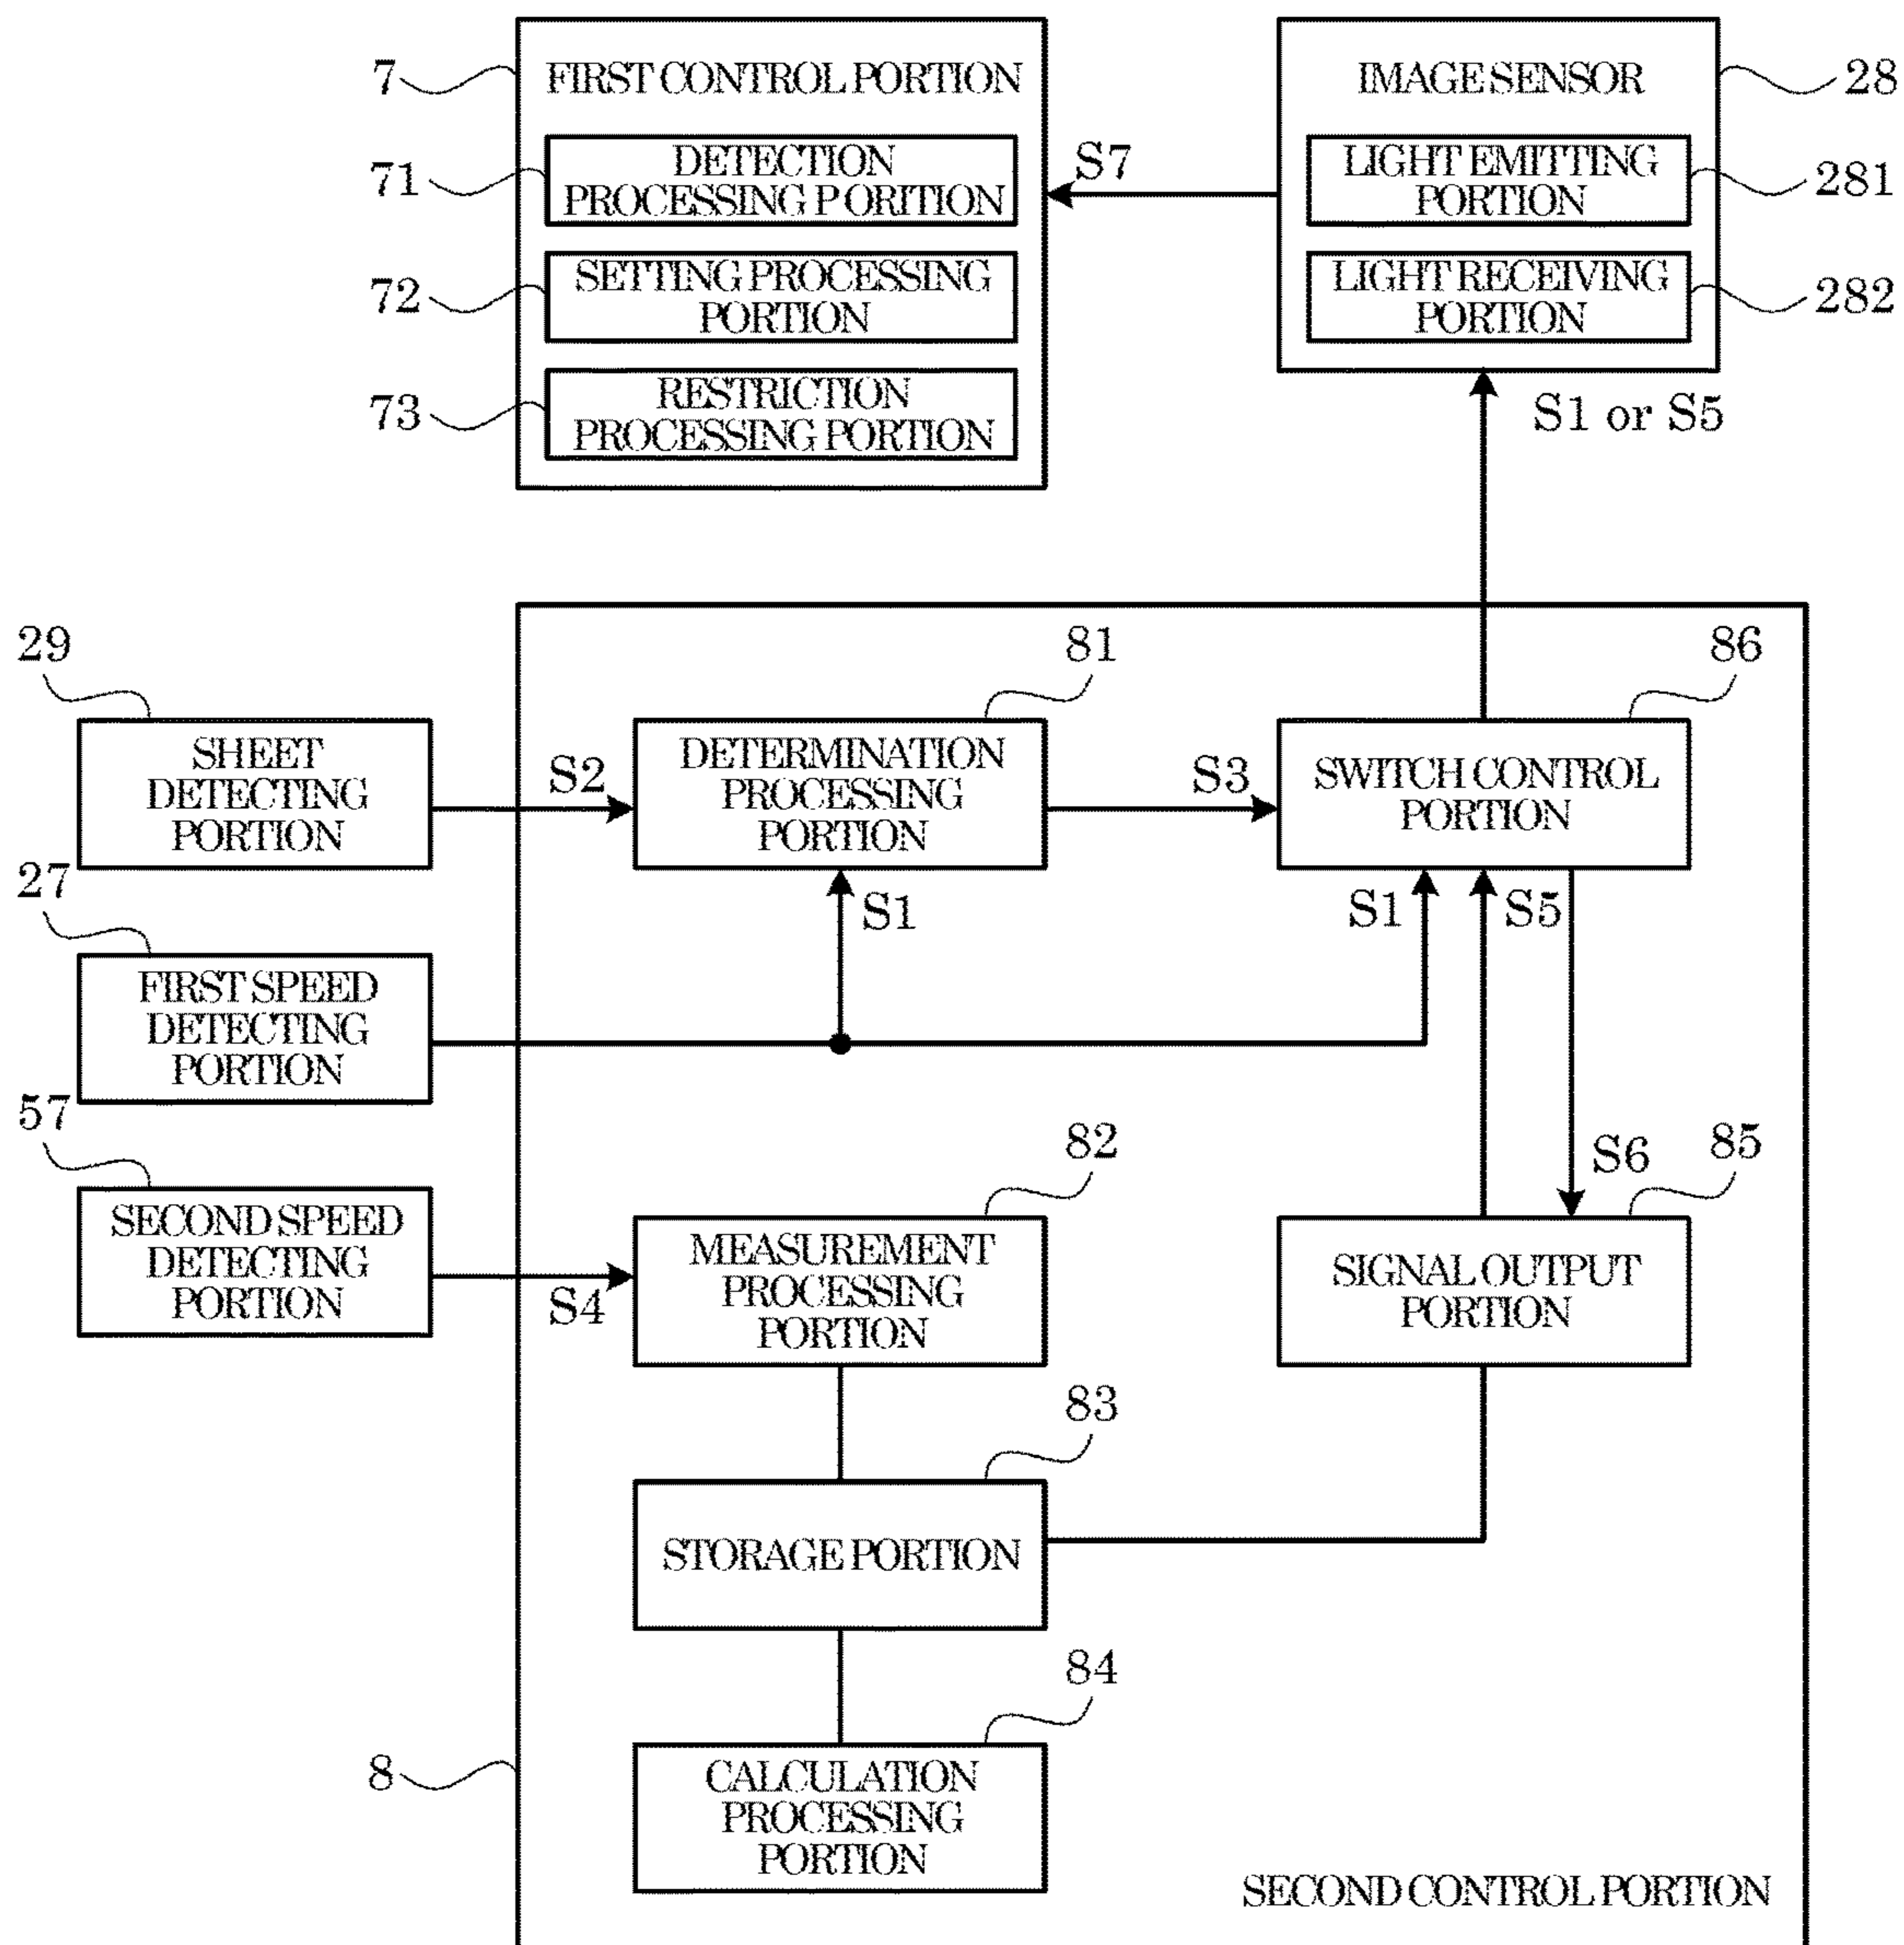 7
FIRST CONTROL PORTION
71
DETECTION
PROCESSING P ORITION
72
SETTING PROCESSING
PORTION
73
RESTRICTION
PROCESSING PORTION
S7
IMAGE SENSOR
28
LIGHT EMITTING
PORTION
281
LIGHT RECEIVING
PORTION
282
S1 or S5
29
SHEET
DETECTING
PORTION
S2
81
DETERMINATION
PROCESSING
PORTION
S3
86
SWITCH CONTROL
PORTION
27
FIRST SPEED
DETECTING
PORTION
S1
S1
S5
57
SECOND SPEED
DETECTING
PORTION
S4
82
MEASUREMENT
PROCESSING
PORTION
S6
85
SIGNAL OUTPUT
PORTION
83
STORAGE PORTION
84
CALCULATION
PROCESSING
PORTION
8
SECOND CONTROL PORTION